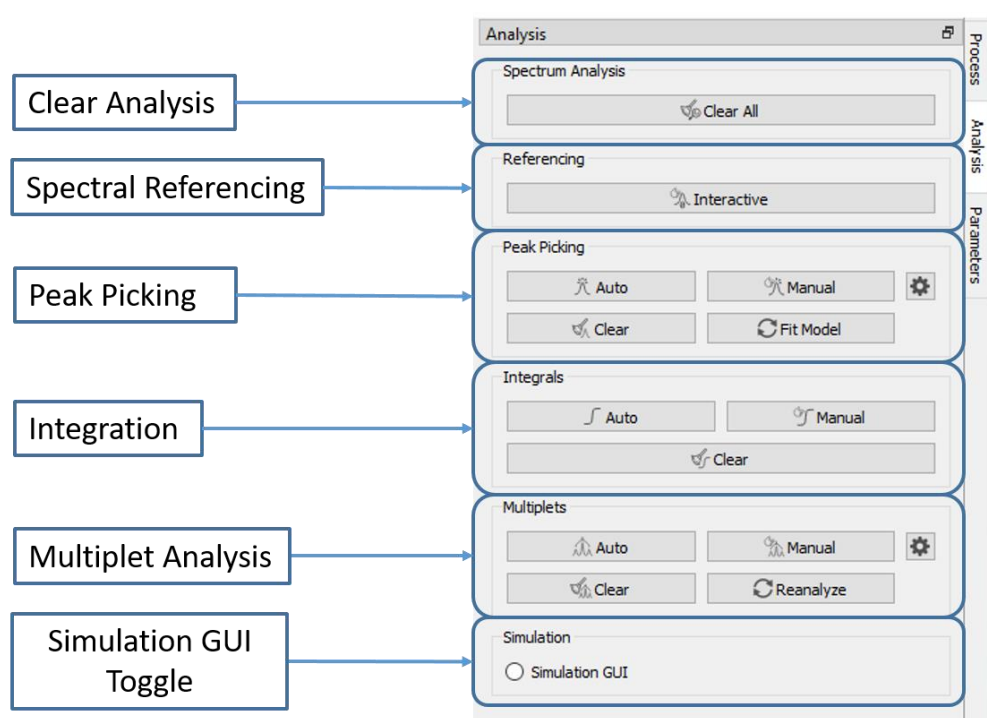 Analysis
Process
Analysis
Parameters
Clear Analysis
Spectrum Analysis
Clear All
Spectral Referencing
Referencing
Interactive
Peak Picking
Peak Picking
Auto Manual
Clear Fit Model
Integration
Integrals
Auto Manual
Clear
Multiplet Analysis
Multiplets
Auto Manual
Clear Reanalyze
Simulation GUI
Toggle
Simulation
Simulation GUI